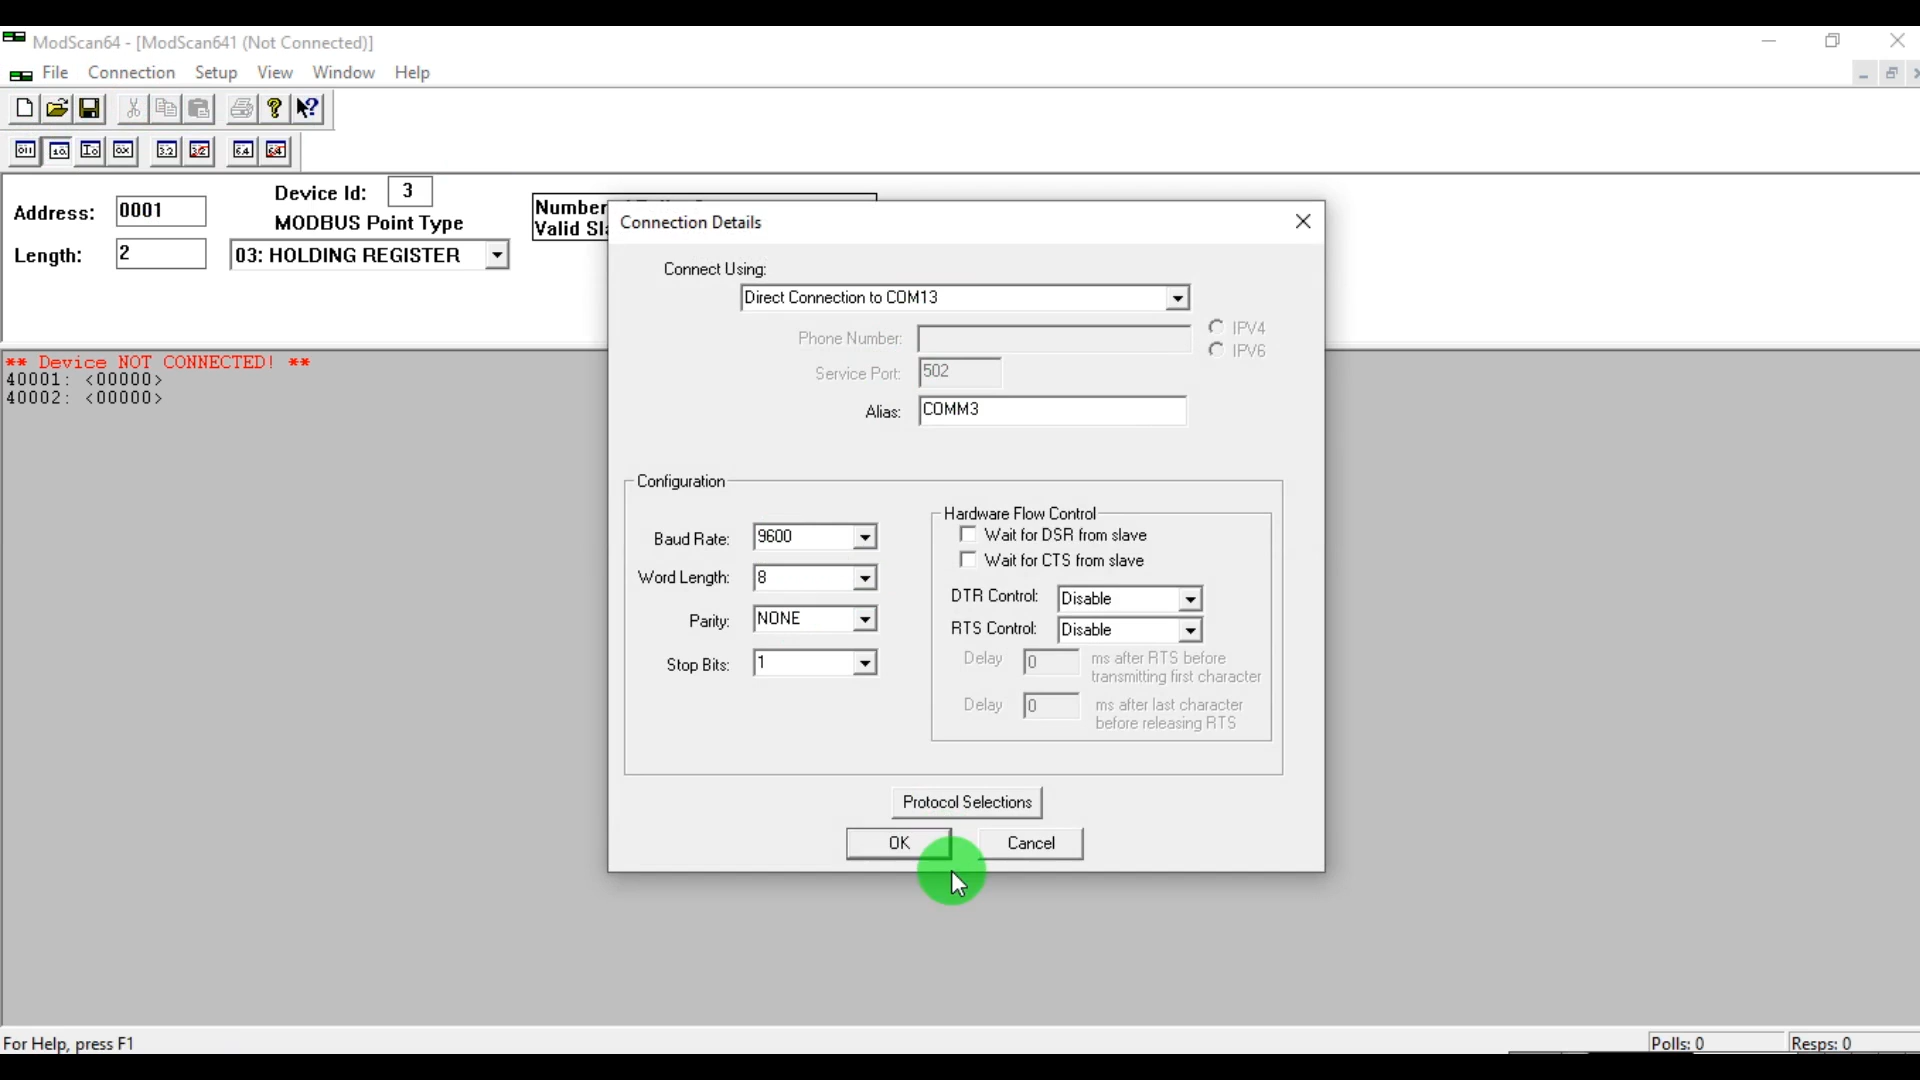 ModScan64 - [ModScan641 (Not Connected)]
File Connection Setup View Window Help
Address: 0001
Device Id: 3
MODBUS Point Type
Length: 2
03: HOLDING REGISTER
Number
Valid
** Device NOT CONNECTED! **
40001: <00000>
40002: <00000>
Connection Details
Connect Using:
Direct Connection to COM13
Phone Number:
IPV4
IPV6
Service Port: 502
Alias: COMM3
Configuration
Baud Rate: 9600
Word Length: 8
Parity: NONE
Stop Bits: 1
Hardware Flow Control
Wait for DSR from slave
Wait for CTS from slave
DTR Control: Disable
RTS Control: Disable
Delay 0 ms after RTS before
transmitting first character
Delay 0 ms after last character
before releasing RTS
Protocol Selections
OK Cancel
For Help, press F1
Polls: 0 Resps: 0